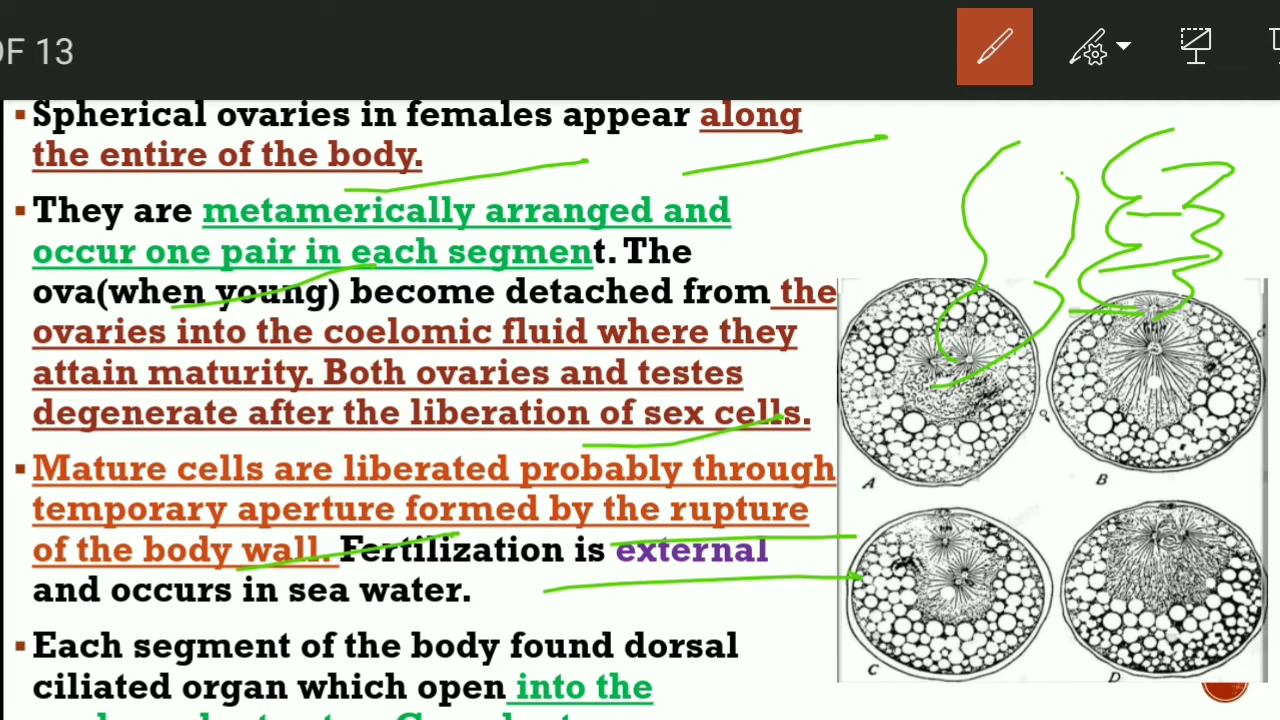 OF 13
Spherical ovaries in females appear along
the entire of the body.
They are metamerically arranged and
occur one pair in each segment. The
ova(when young) become detached from the
ovaries into the coelomic fluid where they
attain maturity. Both ovaries and testes
degenerate after the liberation of sex cells.
Mature cells are liberated probably through
temporary aperture formed by the rupture
of the body wall. Fertilization is external
and occurs in sea water.
Each segment of the body found dorsal
ciliated organ which open into the
A
B
C
D